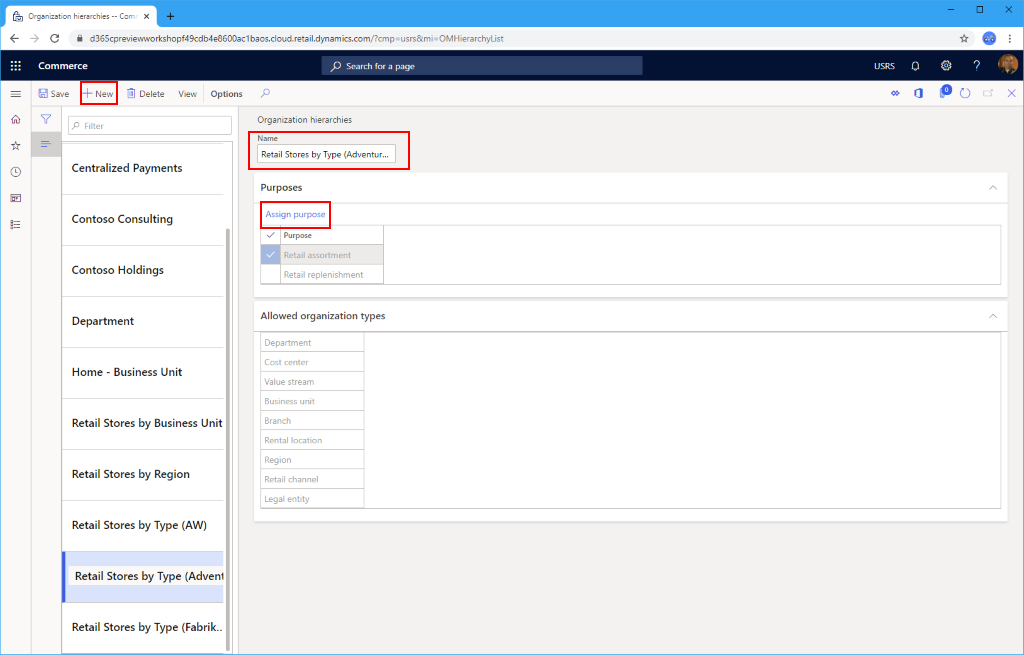 Organization hierarchies -- Comm
d365cpreviewworkshopf49cdb4e8600ac1baos.cloud.retail.dynamics.com/?cmp=usrs&mi=OMHierarchyList
Commerce
Search for a page
USRS
?
Save
New
Delete
View
Options
0
Filter
Centralized Payments
Contoso Consulting
Contoso Holdings
Department
Home - Business Unit
Retail Stores by Business Unit
Retail Stores by Region
Retail Stores by Type (AW)
Retail Stores by Type (Advent
Retail Stores by Type (Fabrik...
Organization hierarchies
Name
Retail Stores by Type (Adventur...
Purposes
Assign purpose
Purpose
Retail assortment
Retail replenishment
Allowed organization types
Department
Cost center
Value stream
Business unit
Branch
Rental location
Region
Retail channel
Legal entity